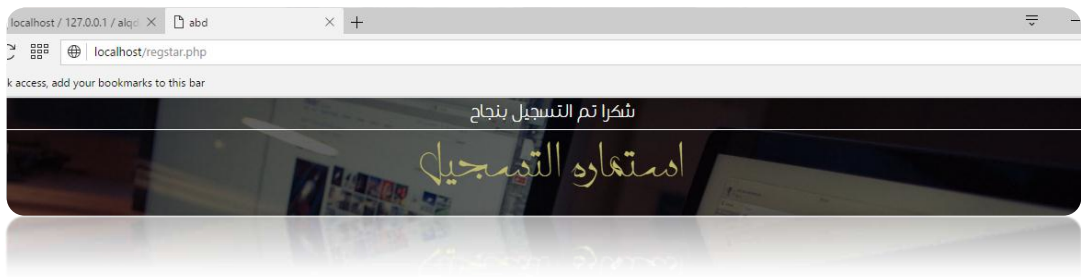 localhost / 127.0.0.1 / alqd
abd
localhost/regstar.php
k access, add your bookmarks to this bar
شكرا تم التسجيل بنجاح
استماره التسجيل